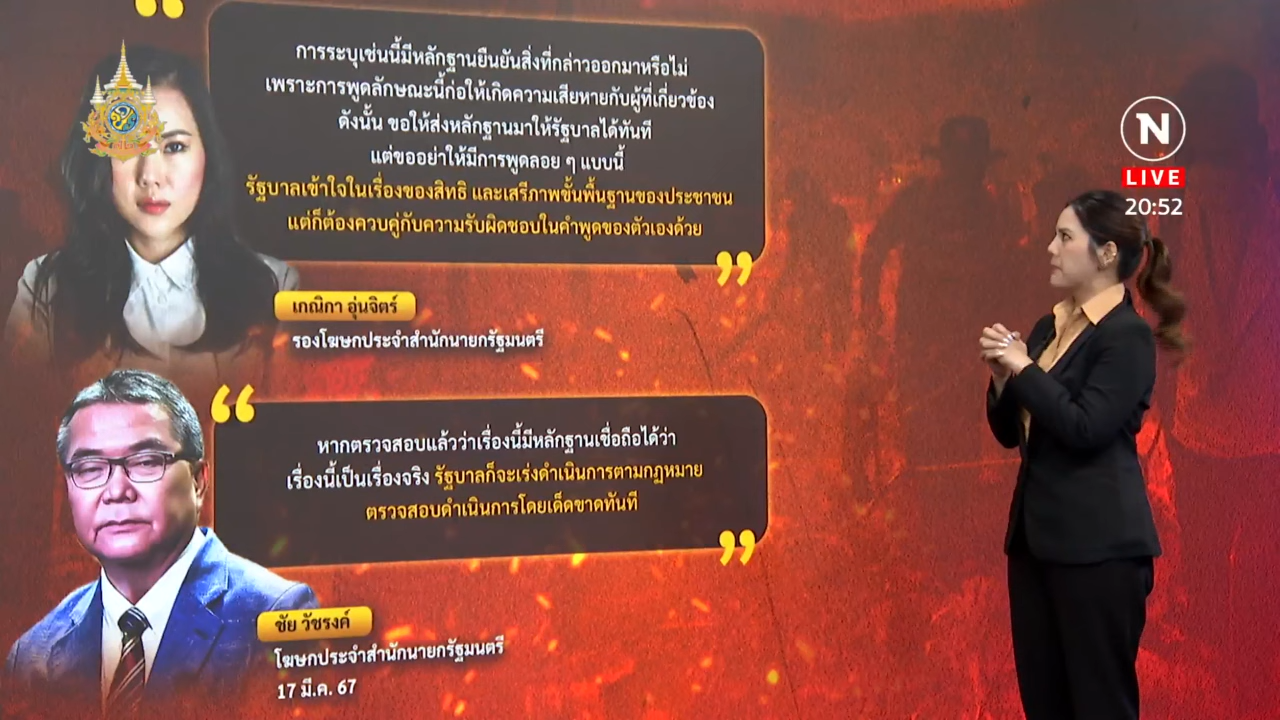 การระบุเช่นนี้มีหลักฐานยืนยันสิ่งที่กล่าวออกมาหรือไม่
เพราะการพูดลักษณะนี้ก่อให้เกิดความเสียหายกับผู้ที่เกี่ยวข้อง
ดังนั้น ขอให้ส่งหลักฐานมาให้รัฐบาลได้ทันที
แต่ขออย่าให้มีการพูดลอย ๆ แบบนี้
รัฐบาลเข้าใจในเรื่องของสิทธิ และเสรีภาพขั้นพื้นฐานของประชาชน
แต่ก็ต้องควบคู่กับความรับผิดชอบในคำพูดของตัวเองด้วย
เกณิกา อุ่นจิตร์
รองโฆษกประจำสำนักนายกรัฐมนตรี
หากตรวจสอบแล้วว่าเรื่องนี้มีหลักฐานเชื่อถือได้ว่า
เรื่องนี้เป็นเรื่องจริง รัฐบาลก็จะเร่งดำเนินการตามกฎหมาย
ตรวจสอบดำเนินการโดยเด็ดขาดทันที
ชัย วัชรงค์
โฆษกประจำสำนักนายกรัฐมนตรี
17 มี.ค. 67
N
LIVE
20:52